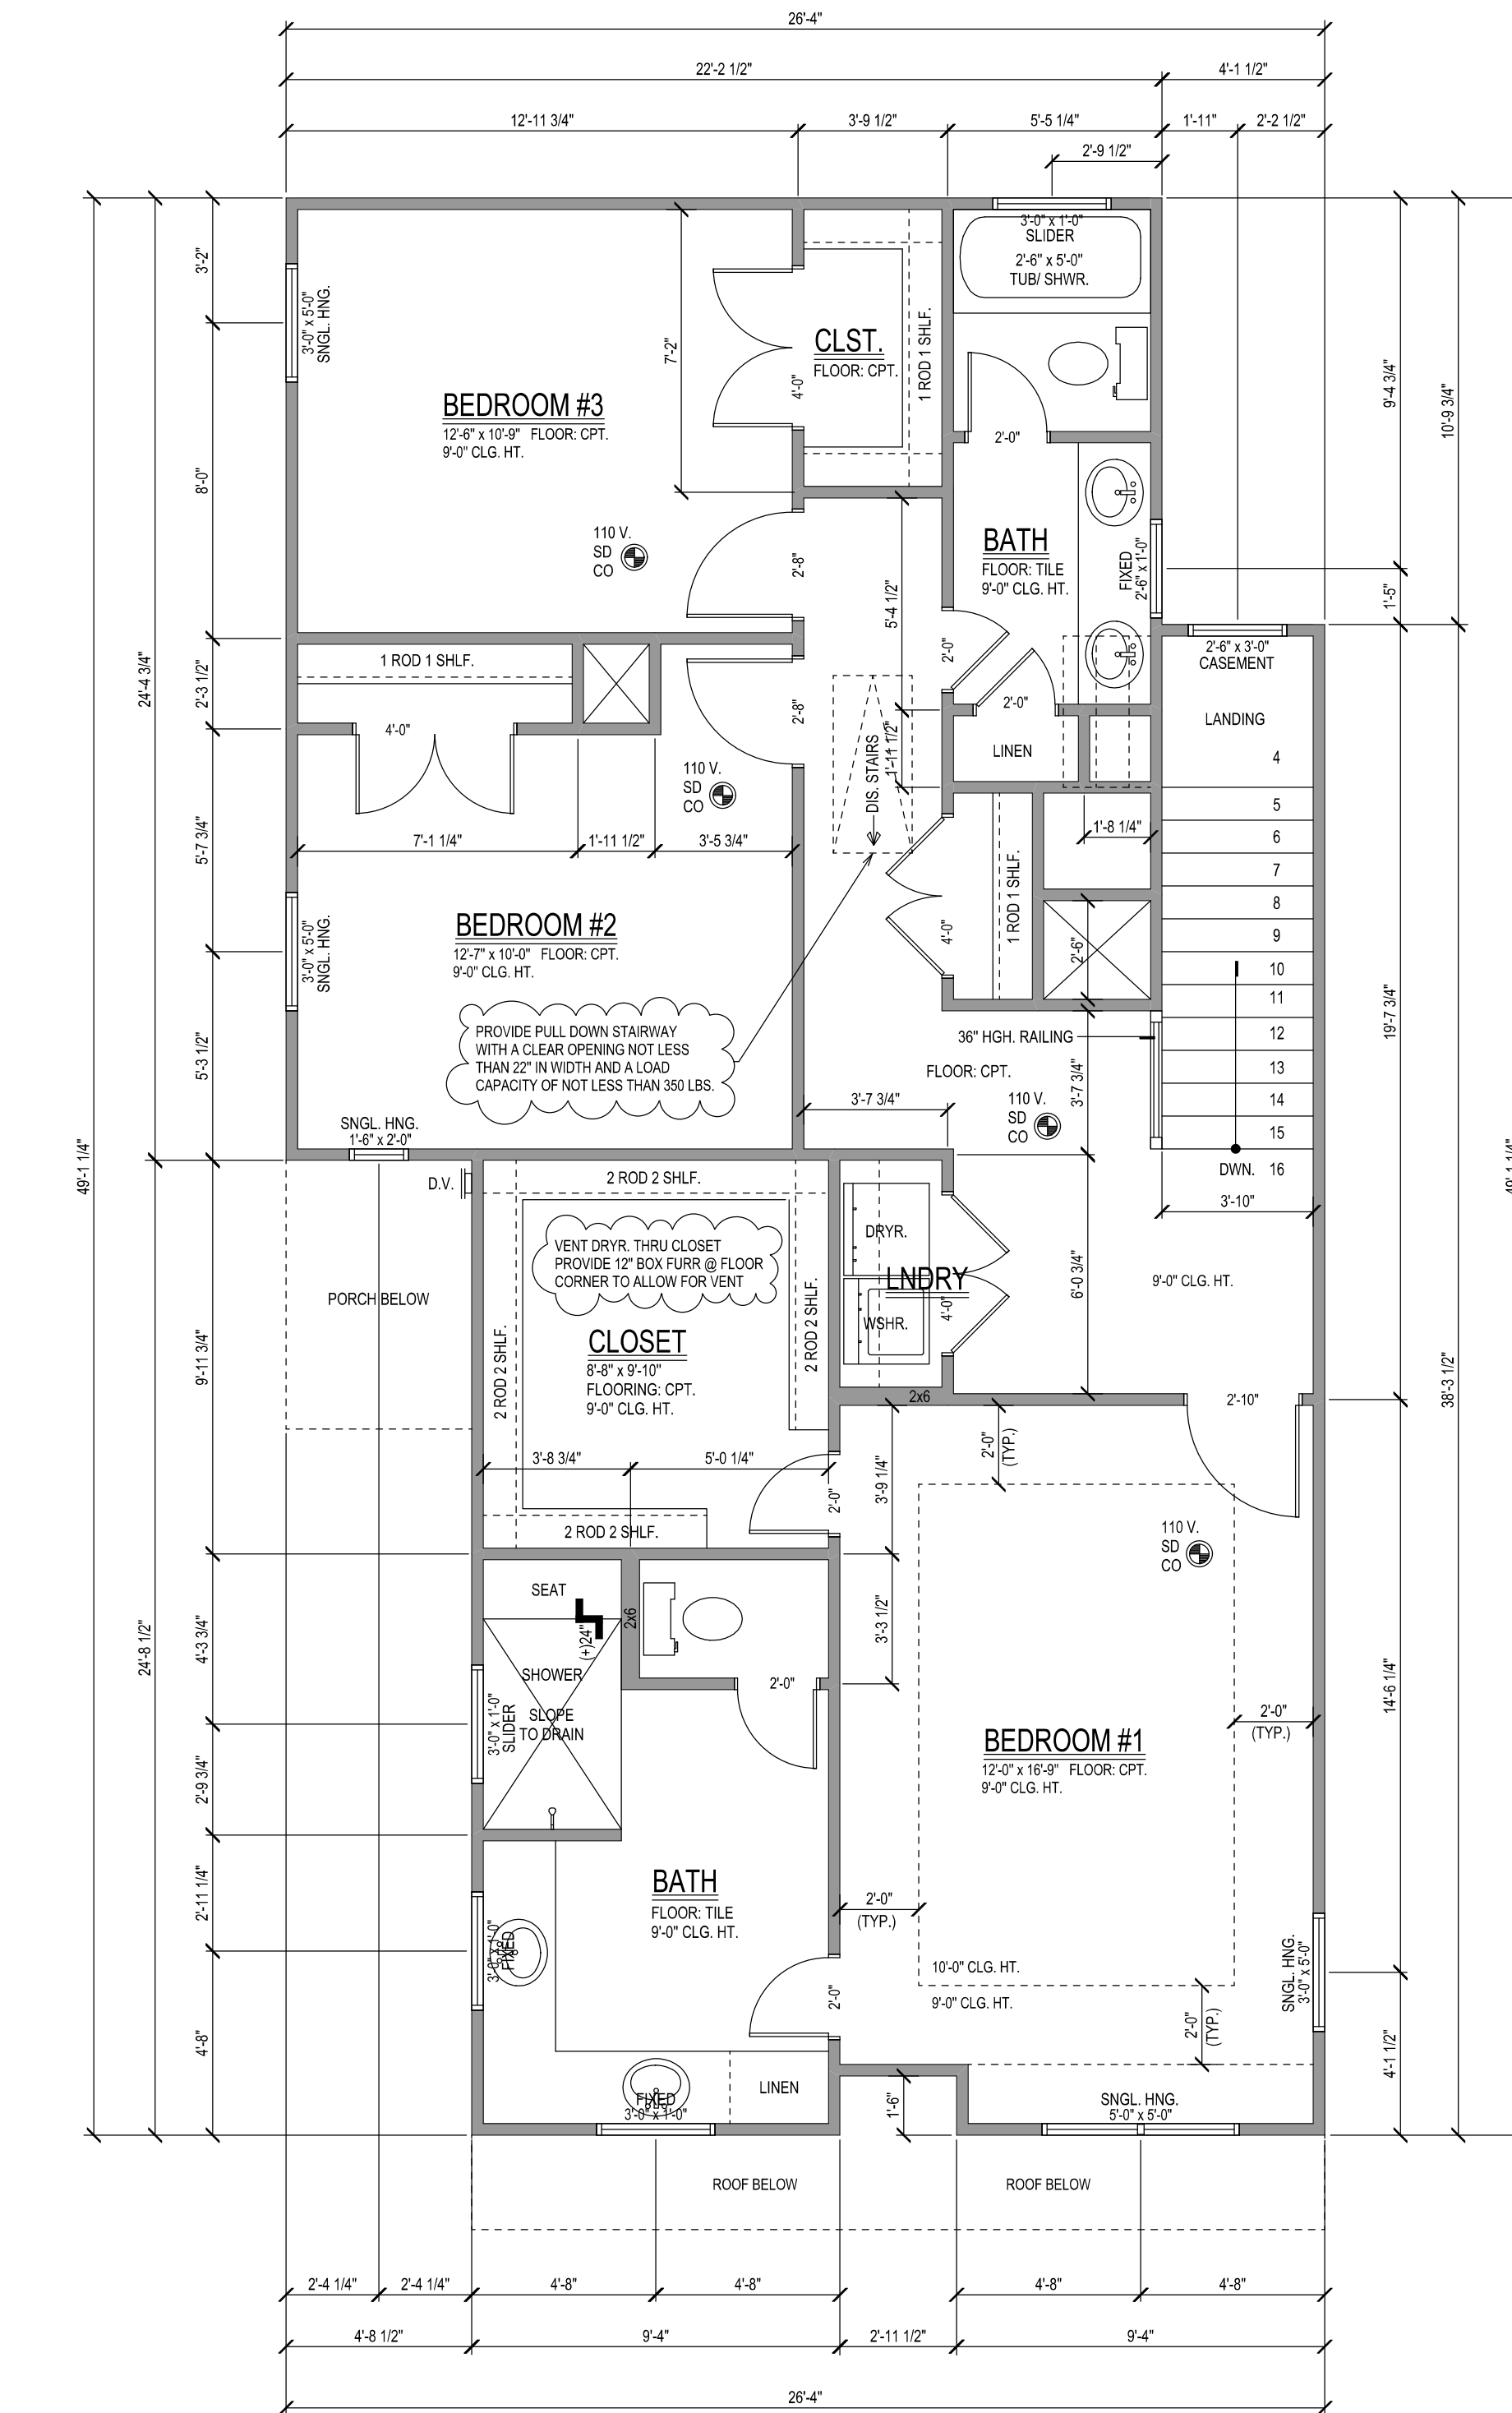 26'-4"
22'-2 1/2"
4'-1 1/2"
12'-11 3/4"
3'-9 1/2"
5'-5 1/4"
1'-11"
2'-2 1/2"
2'-9 1/2"
3'-2"
8'-0"
2'-3 1/2"
5'-7 3/4"
5'-3 1/2"
9'-11 3/4"
4'-3 3/4"
2'-9 3/4"
2'-11 1/4"
4'-8"
24'-4 3/4"
24'-8 1/2"
49'-1 1/4"
3'-0" x 5'-0"
SNGL. HNG.
BEDROOM #3
12'-6" x 10'-9" FLOOR: CPT.
9'-0" CLG. HT.
7'-2"
110 V.
SD
CO
4'-0"
CLST.
FLOOR: CPT.
1 ROD 1 SHLF.
3'-0" x 1'-0"
SLIDER
2'-6" x 5'-0"
TUB/ SHWR.
2'-0"
BATH
FLOOR: TILE
9'-0" CLG. HT.
FIXED
2'-6" x 1'-0"
2'-8"
5'-4 1/2"
2'-0"
2'-0"
LINEN
2'-6" x 3'-0"
CASEMENT
LANDING
4
5
6
7
8
9
10
11
12
13
14
15
DWN. 16
3'-10"
1 ROD 1 SHLF.
4'-0"
2'-8"
110 V.
SD
CO
7'-1 1/4"
1'-11 1/2"
3'-5 3/4"
DIS. STAIRS
1'-11 1/2"
1'-8 1/4"
1 ROD 1 SHLF.
4'-0"
2'-6"
3'-0" x 5'-0"
SNGL. HNG.
BEDROOM #2
12'-7" x 10'-0" FLOOR: CPT.
9'-0" CLG. HT.
PROVIDE PULL DOWN STAIRWAY
WITH A CLEAR OPENING NOT LESS
THAN 22" IN WIDTH AND A LOAD
CAPACITY OF NOT LESS THAN 350 LBS.
SNGL. HNG.
1'-6" x 2'-0"
36" HGH. RAILING
FLOOR: CPT.
3'-7 3/4"
3'-7 3/4"
110 V.
SD
CO
D.V.
2 ROD 2 SHLF.
VENT DRYR. THRU CLOSET
PROVIDE 12" BOX FURR @ FLOOR
CORNER TO ALLOW FOR VENT
2 ROD 2 SHLF.
2 ROD 2 SHLF.
CLOSET
8'-8" x 9'-10"
FLOORING: CPT.
9'-0" CLG. HT.
3'-8 3/4"
5'-0 1/4"
2 ROD 2 SHLF.
2'-0"
PORCH BELOW
DRYR.
LNDRY
WSHR.
4'-0"
2x6
6'-0 3/4"
9'-0" CLG. HT.
2'-10"
2'-0"
(TYP.)
3'-9 1/4"
3'-3 1/2"
110 V.
SD
CO
SEAT
(+)24"
2x6
SHOWER
SLOPE
TO DRAIN
3'-0" x 1'-0"
SLIDER
2'-0"
BEDROOM #1
12'-0" x 16'-9" FLOOR: CPT.
9'-0" CLG. HT.
2'-0"
(TYP.)
BATH
FLOOR: TILE
9'-0" CLG. HT.
3'-0" x 1'-0"
FIXED
2'-0"
(TYP.)
2'-0"
10'-0" CLG. HT.
9'-0" CLG. HT.
2'-0"
(TYP.)
SNGL. HNG.
3'-0" x 5'-0"
FIXED
3'-0" x 1'-0"
LINEN
1'-6"
SNGL. HNG.
5'-0" x 5'-0"
ROOF BELOW
ROOF BELOW
9'-4 3/4"
1'-5"
19'-7 3/4"
14'-6 1/4"
4'-1 1/2"
10'-9 3/4"
38'-3 1/2"
2'-4 1/4"
2'-4 1/4"
4'-8"
4'-8"
4'-8"
4'-8"
4'-8 1/2"
9'-4"
2'-11 1/2"
9'-4"
26'-4"